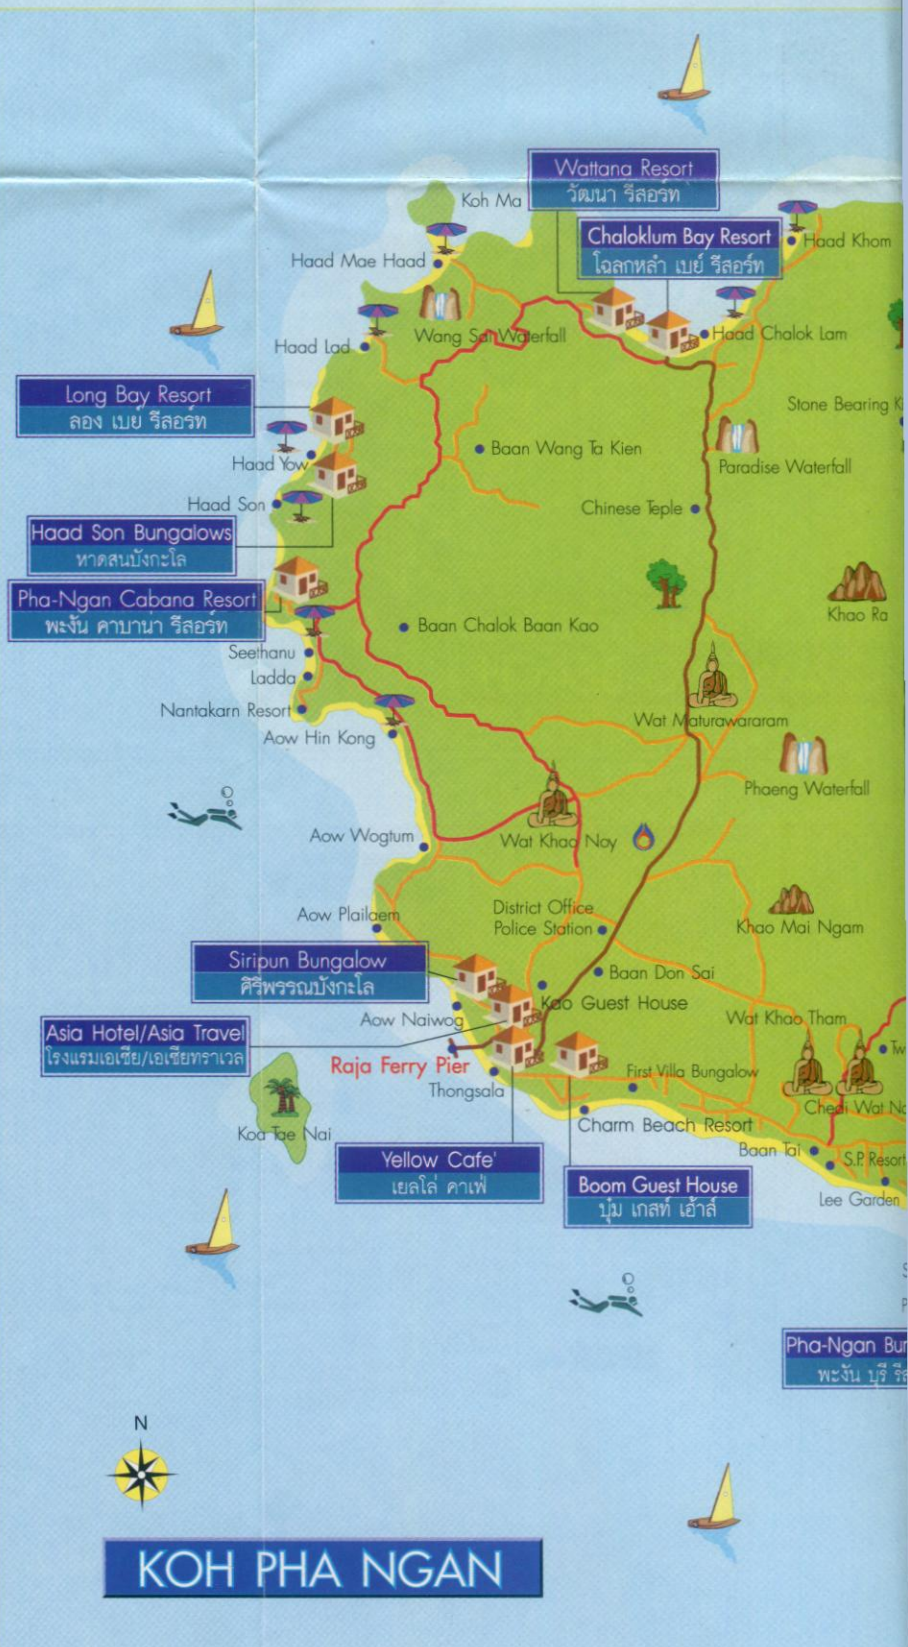 Wattana Resort
วัฒนา รีสอร์ท
Koh Ma
Chaloklum Bay Resort
โฉลกหลำ เบย์ รีสอร์ท
Haad Khom
Haad Mae Haad
Wang Sai Waterfall
Haad Chalok Lam
Haad Lad
Long Bay Resort
ลอง เบย์ รีสอร์ท
Stone Bearing
Haad Yow
Baan Wang Ta Kien
Paradise Waterfall
Haad Son
Chinese Teple
Haad Son Bungalows
หาดสนบังกะโล
Pha-Ngan Cabana Resort
พะงัน คาบาน่า รีสอร์ท
Khao Ra
Baan Chalok Baan Kao
Seethanu
Ladda
Nantakarn Resort
Wat Maturawararam
Aow Hin Kong
Phaeng Waterfall
Aow Wogtum
Wat Khao Noy
Aow Plailaem
District Office
Police Station
Khao Mai Ngam
Siripun Bungalow
ศิริพรรณบังกะโล
Baan Don Sai
Kao Guest House
Aow Naiwog
Wat Khao Tham
Asia Hotel/Asia Travel
โรงแรมเอเชีย/เอเชียทราเวล
Tw
Raja Ferry Pier
First Villa Bungalow
Thongsala
Chedi Wat No
Charm Beach Resort
Koa Tae Nai
Baan Tai
S.P. Resort
Yellow Cafe'
เยลโล่ คาเฟ่
Boom Guest House
บุ๋ม เกสท์ เฮ้าส์
Lee Garden
Pha-Ngan Bu
พะงัน บุรี
N
KOH PHA NGAN